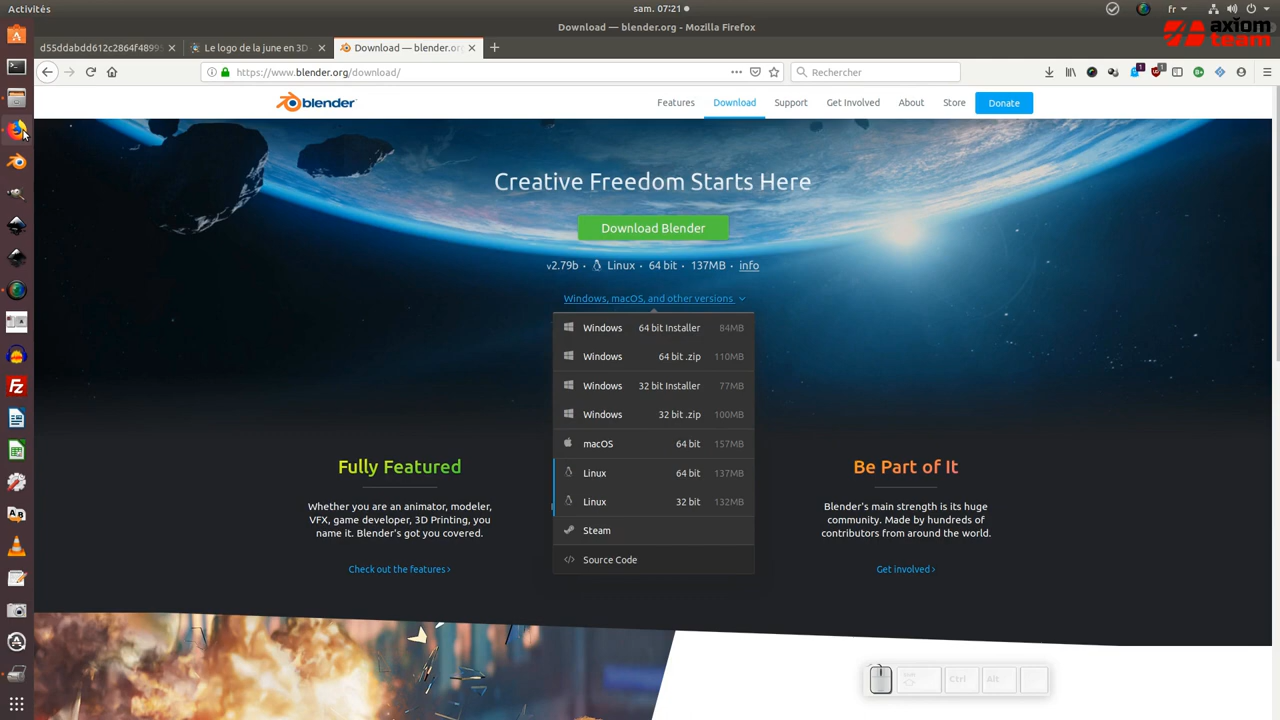 Activités
sam. 07:21
fr
Download — blender.org - Mozilla Firefox
axiom
team
d55ddabdd612c2864f4899
Le logo de la june en 3D
Download — blender.org
https://www.blender.org/download/
Rechercher
blender
Features
Download
Support
Get Involved
About
Store
Donate
Creative Freedom Starts Here
Download Blender
v2.79b · Linux · 64 bit · 137MB · info
Windows, macOS, and other versions
Windows 64 bit Installer 84MB
Windows 64 bit .zip 110MB
Windows 32 bit Installer 77MB
Windows 32 bit .zip 100MB
macOS 64 bit 157MB
Linux 64 bit 137MB
Linux 32 bit 132MB
Steam
Source Code
Fully Featured
Whether you are an animator, modeler,
VFX, game developer, 3D Printing, you
name it. Blender's got you covered.
Check out the features ›
Be Part of It
Blender's main strength is its huge
community. Made by hundreds of
contributors from around the world.
Get involved ›
Ctrl
Alt